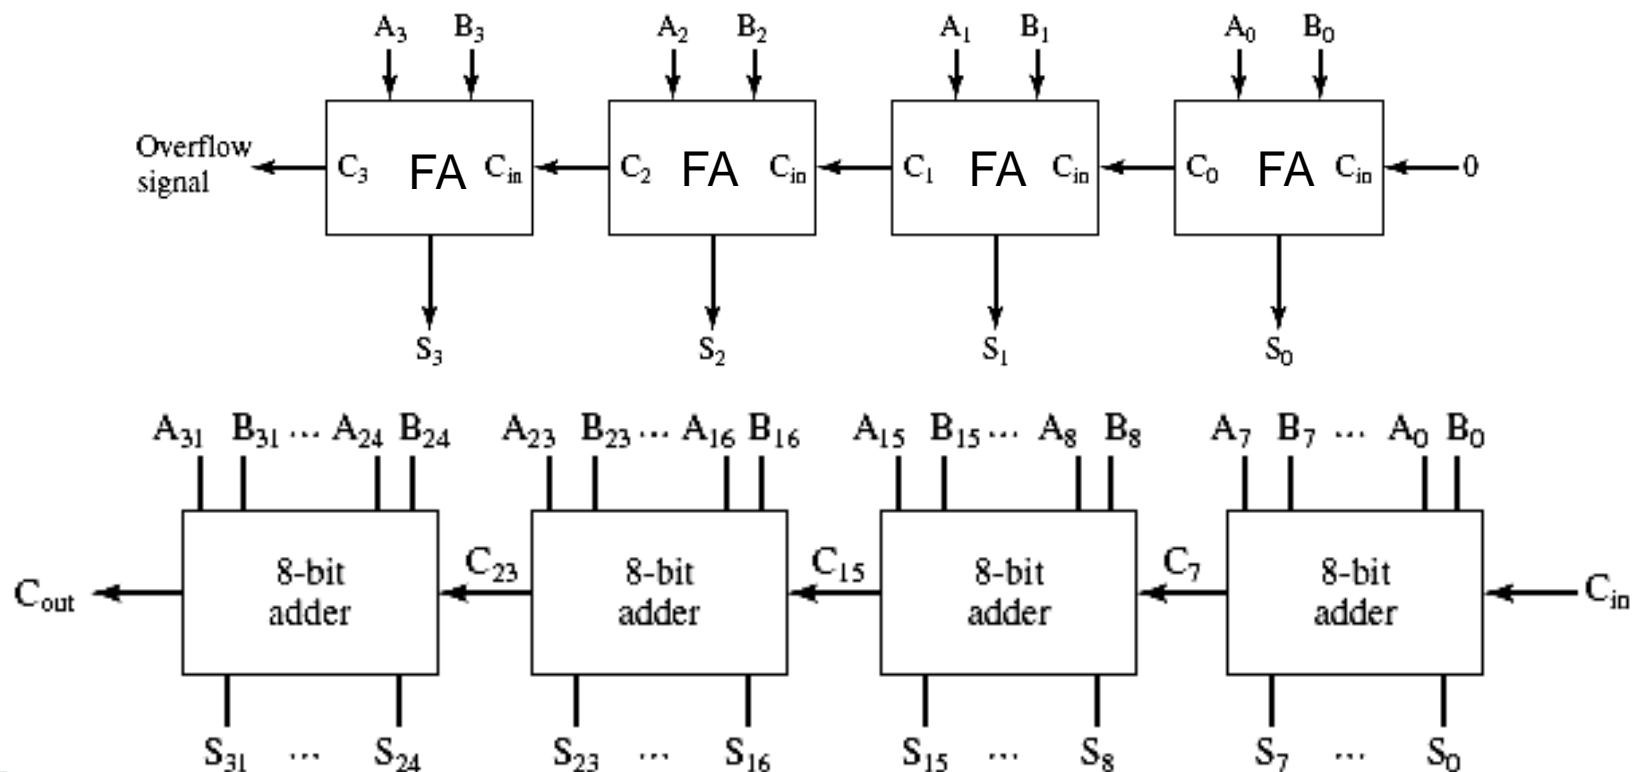 A₃ B₃ A₂ B₂ A₁ B₁ A₀ B₀
Overflow
signal
C₃ FA Cᵢₙ C₂ FA Cᵢₙ C₁ FA Cᵢₙ C₀ FA Cᵢₙ 0
S₃ S₂ S₁ S₀
A₃₁ B₃₁ ... A₂₄ B₂₄ A₂₃ B₂₃ ... A₁₆ B₁₆ A₁₅ B₁₅ ... A₈ B₈ A₇ B₇ ... A₀ B₀
Cₒᵤₜ 8-bit C₂₃ 8-bit C₁₅ 8-bit C₇ 8-bit Cᵢₙ
adder adder adder adder
S₃₁ ... S₂₄ S₂₃ ... S₁₆ S₁₅ ... S₈ S₇ ... S₀